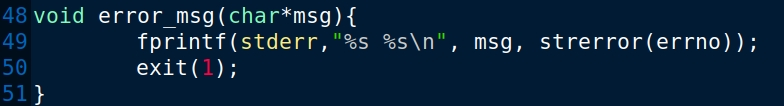 48 void error_msg(char*msg){
49         fprintf(stderr,"%s %s\n", msg, strerror(errno));
50         exit(1);
51 }